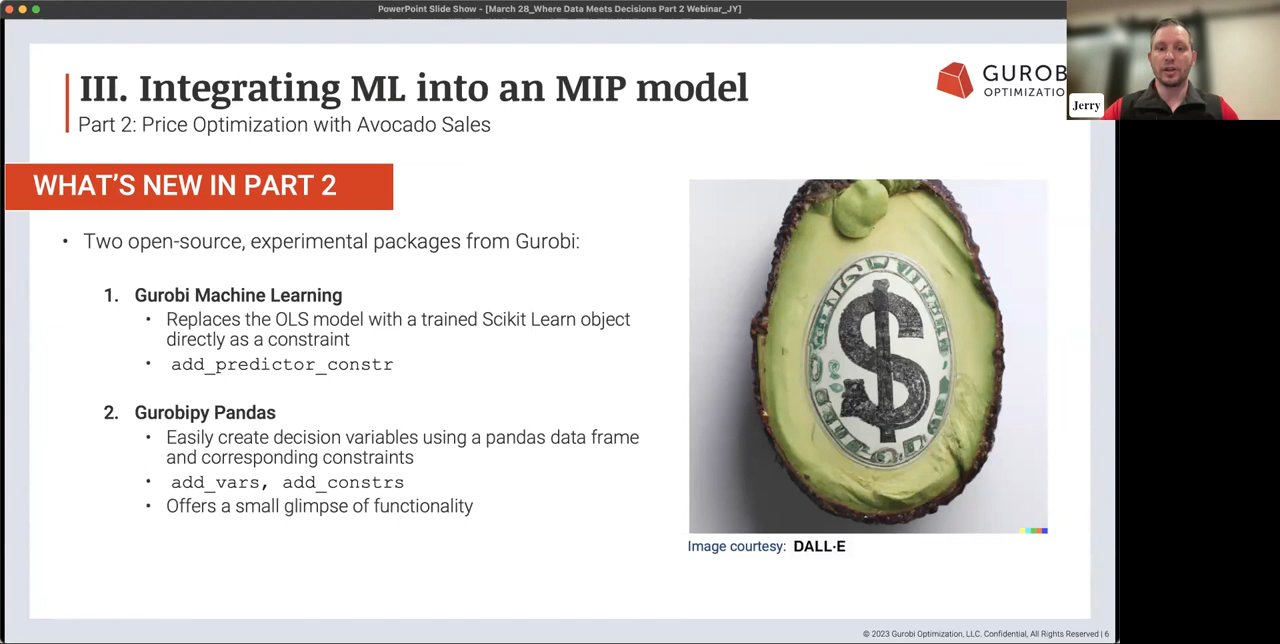 PowerPoint Slide Show - [March 28_Where Data Meets Decisions Part 2 Webinar_JY]
III. Integrating ML into an MIP model
Part 2: Price Optimization with Avocado Sales
GUROB
OPTIMIZATIO
Jerry
WHAT'S NEW IN PART 2
• Two open-source, experimental packages from Gurobi:
1. Gurobi Machine Learning
• Replaces the OLS model with a trained Scikit Learn object
directly as a constraint
• add_predictor_constr
2. Gurobipy Pandas
• Easily create decision variables using a pandas data frame
and corresponding constraints
• add_vars, add_constrs
• Offers a small glimpse of functionality
$
Image courtesy: DALL·E
© 2023 Gurobi Optimization, LLC. Confidential, All Rights Reserved | 6